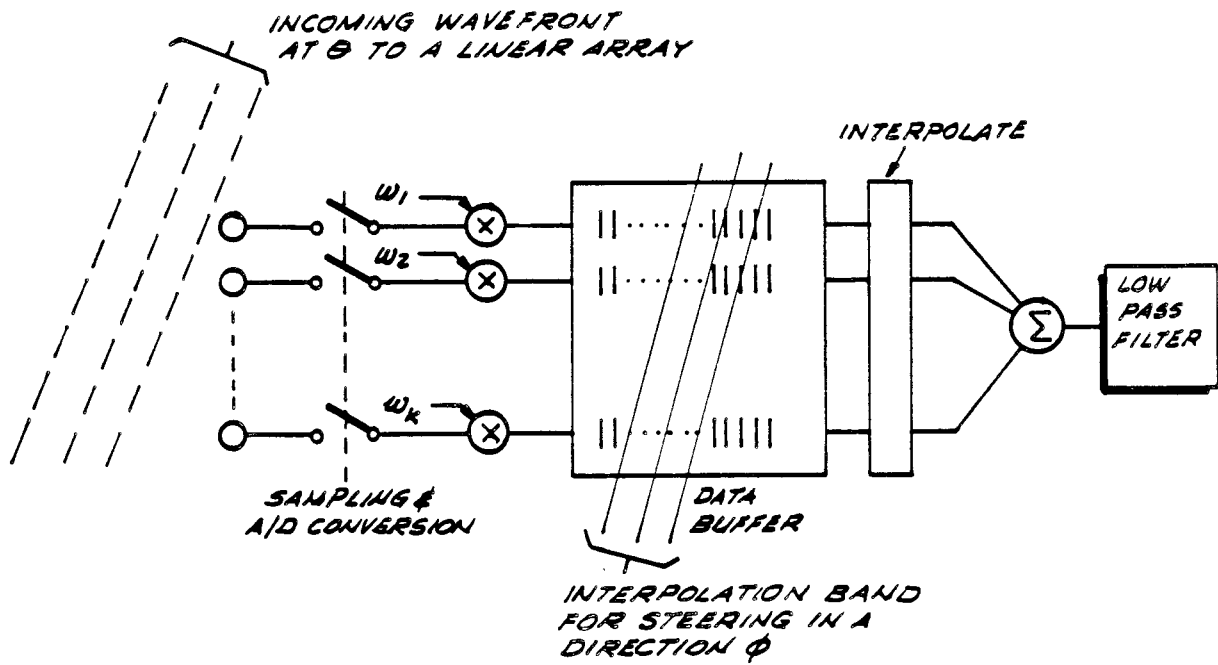 INCOMING WAVEFRONT
AT θ TO A LINEAR ARRAY
INTERPOLATE
ω1
ω2
ωK
LOW
PASS
FILTER
Σ
SAMPLING &
A/D CONVERSION
DATA
BUFFER
INTERPOLATION BAND
FOR STEERING IN A
DIRECTION φ